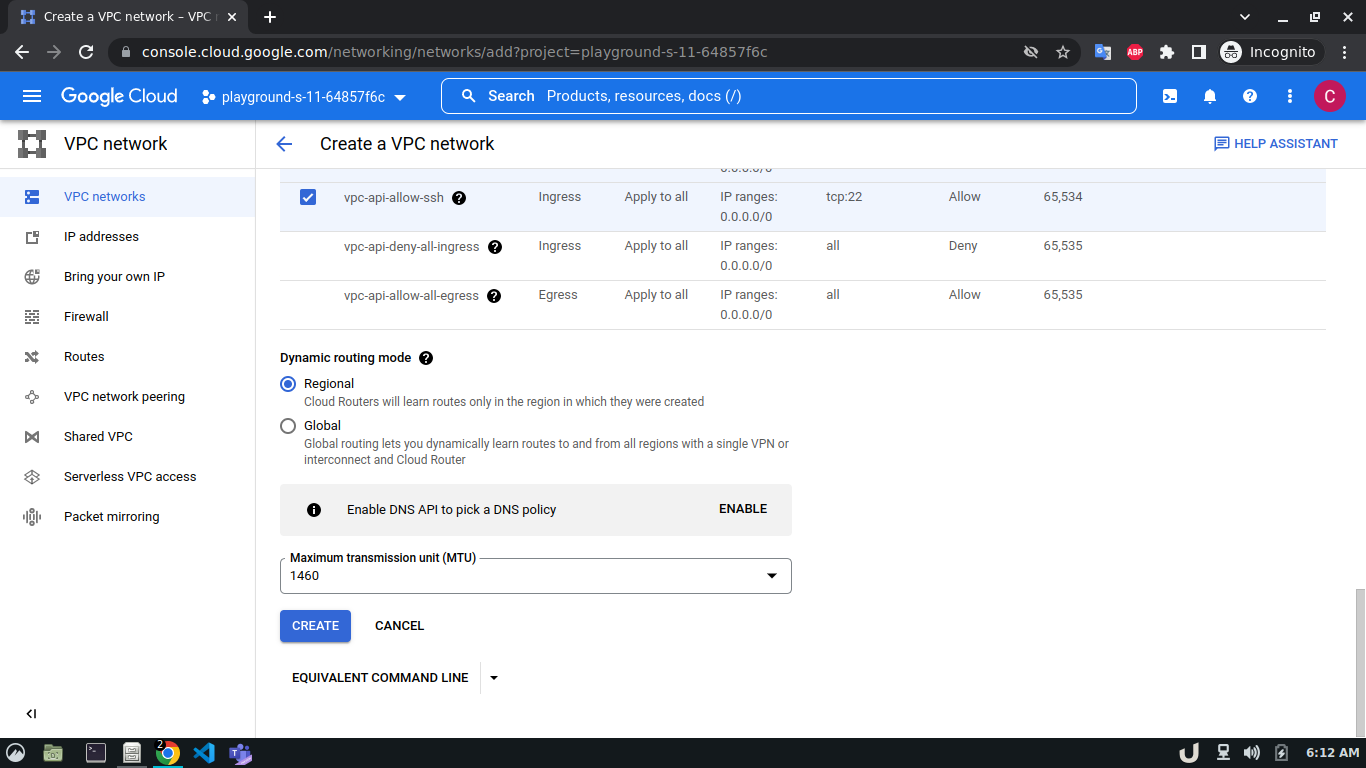 Create a VPC network – VPC n
console.cloud.google.com/networking/networks/add?project=playground-s-11-64857f6c
ABP
Incognito
Google Cloud
playground-s-11-64857f6c
Search Products, resources, docs (/)
C
VPC network
Create a VPC network
HELP ASSISTANT
VPC networks
IP addresses
Bring your own IP
Firewall
Routes
VPC network peering
Shared VPC
Serverless VPC access
Packet mirroring
0.0.0.0/0
vpc-api-allow-ssh Ingress Apply to all IP ranges: tcp:22 Allow 65,534
0.0.0.0/0
vpc-api-deny-all-ingress Ingress Apply to all IP ranges: all Deny 65,535
0.0.0.0/0
vpc-api-allow-all-egress Egress Apply to all IP ranges: all Allow 65,535
0.0.0.0/0
Dynamic routing mode
Regional
Cloud Routers will learn routes only in the region in which they were created
Global
Global routing lets you dynamically learn routes to and from all regions with a single VPN or
interconnect and Cloud Router
Enable DNS API to pick a DNS policy ENABLE
Maximum transmission unit (MTU)
1460
CREATE CANCEL
EQUIVALENT COMMAND LINE
2
6:12 AM